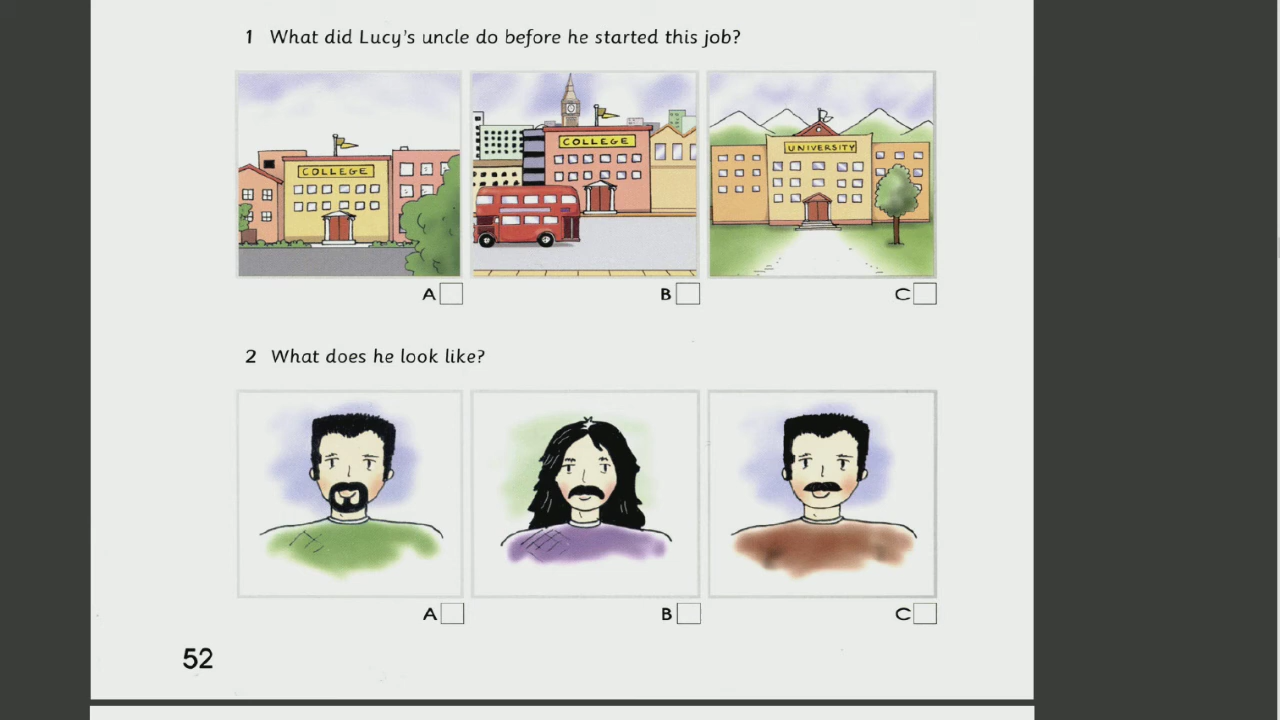 1 What did Lucy's uncle do before he started this job?
COLLEGE
COLLEGE
UNIVERSITY
A
B
C
2 What does he look like?
A
B
C
52